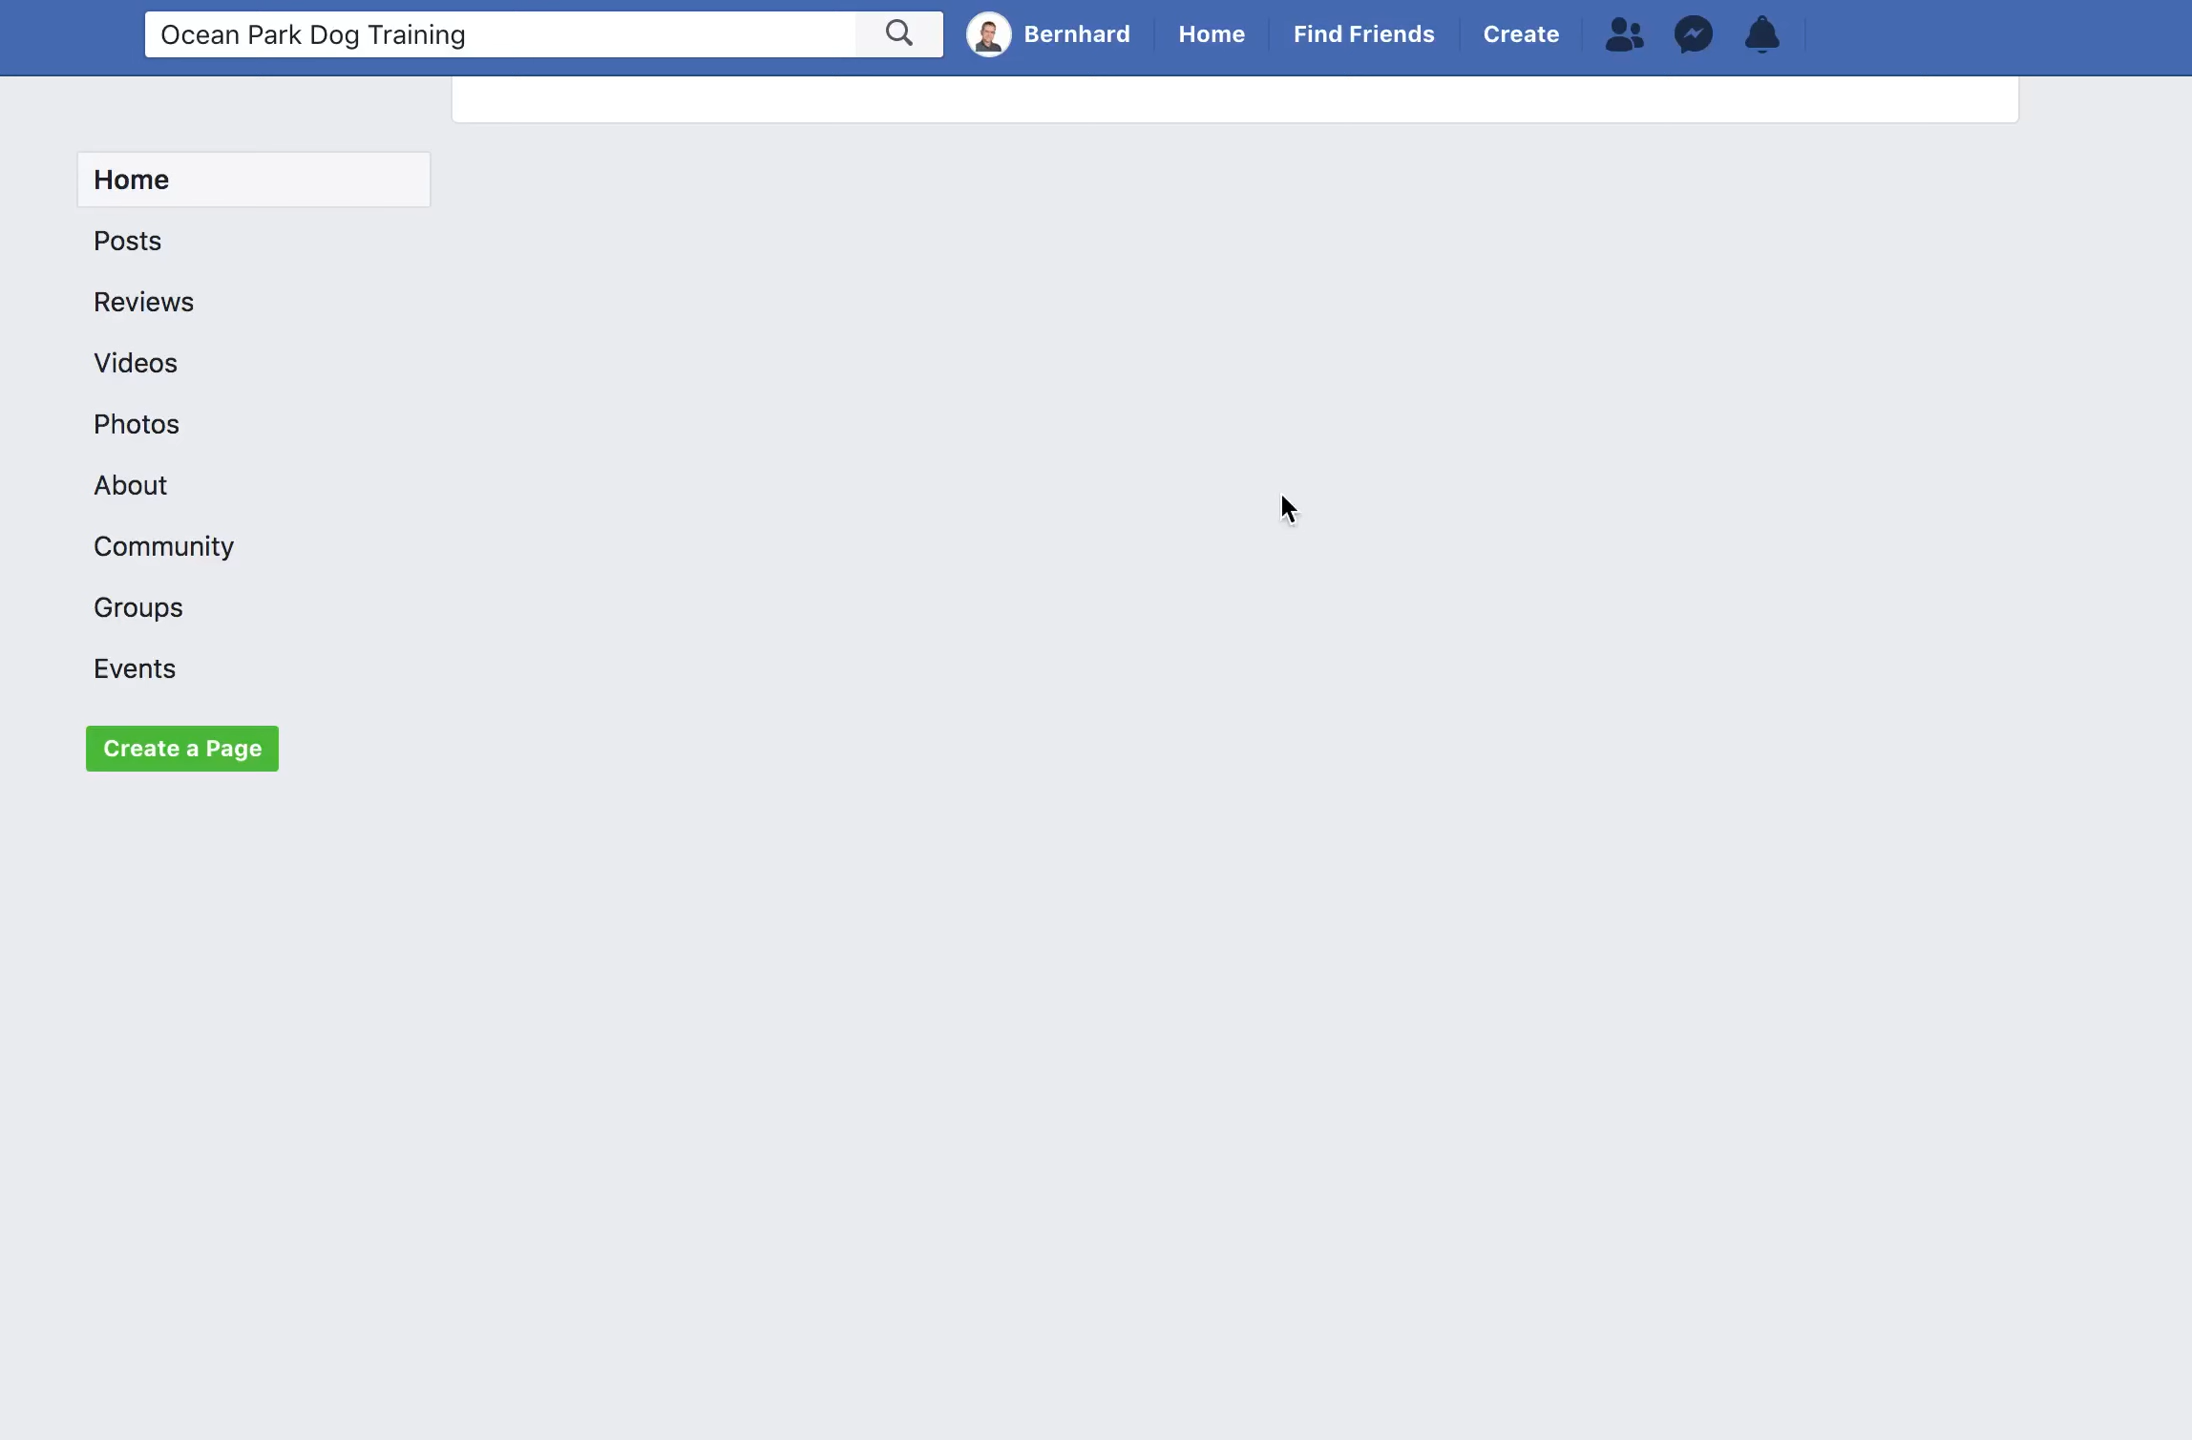 Ocean Park Dog Training
Bernhard
Home
Find Friends
Create
Home
Posts
Reviews
Videos
Photos
About
Community
Groups
Events
Create a Page